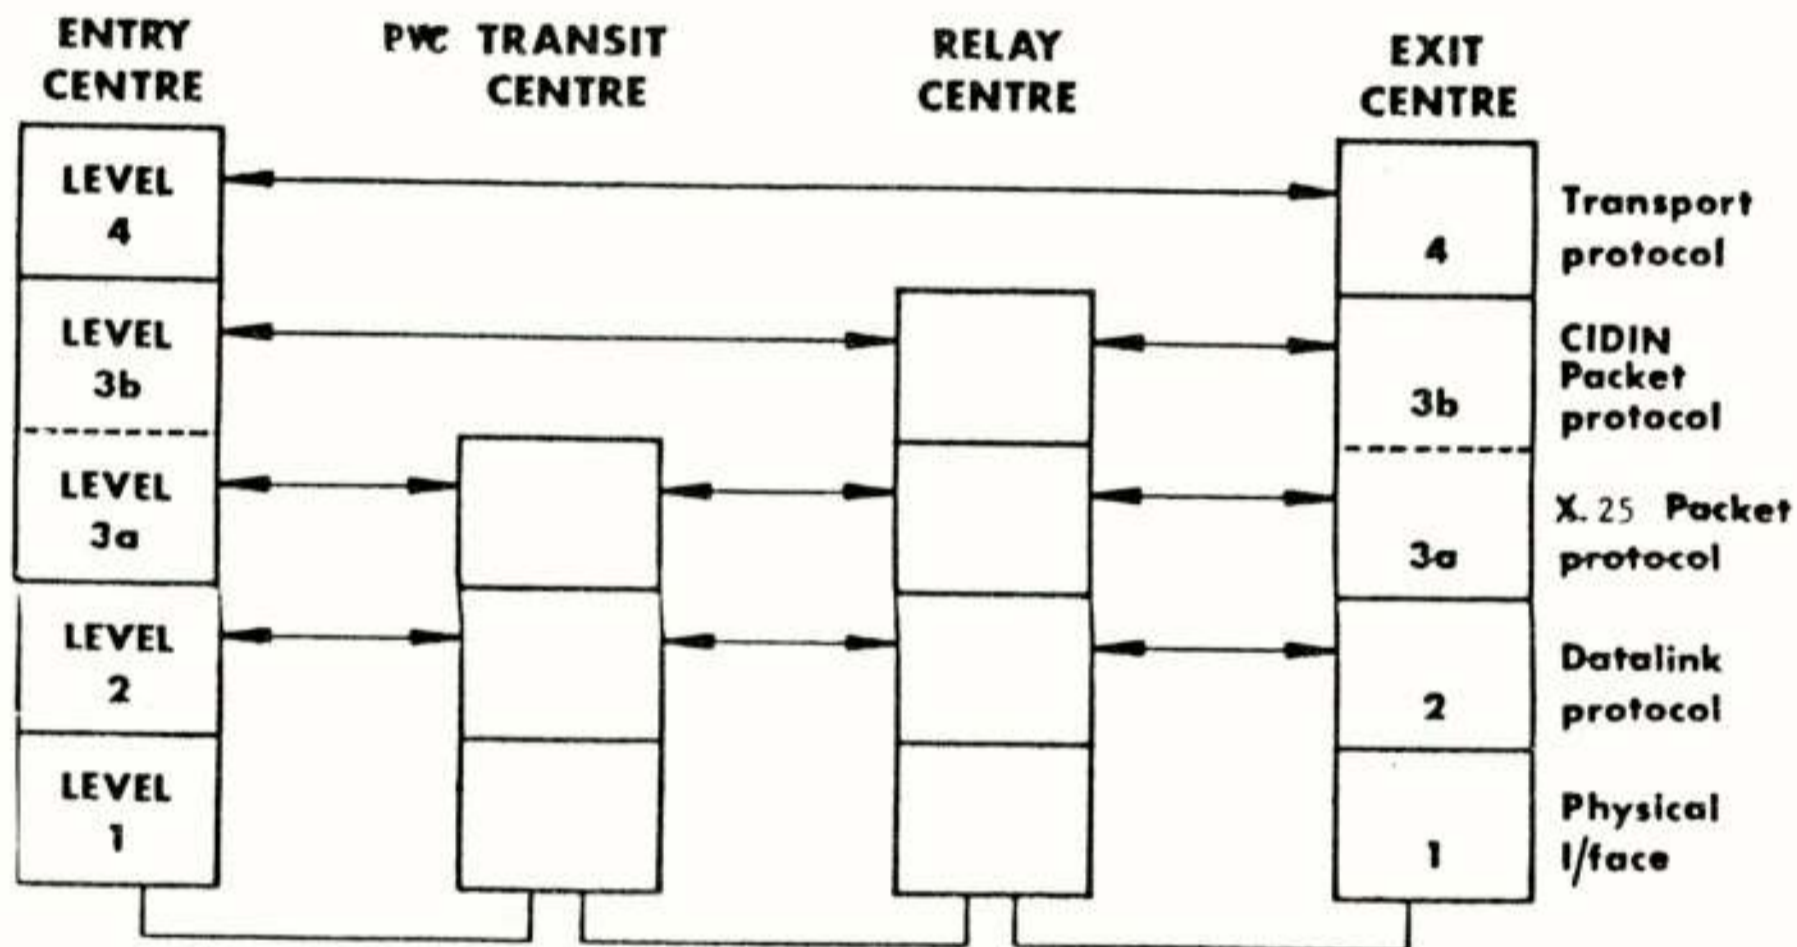 ENTRY
CENTRE
PVC TRANSIT
CENTRE
RELAY
CENTRE
EXIT
CENTRE
LEVEL
4
4
Transport
protocol
LEVEL
3b
3b
CIDIN
Packet
protocol
LEVEL
3a
3a
X.25 Packet
protocol
LEVEL
2
2
Datalink
protocol
LEVEL
1
1
Physical
I/face